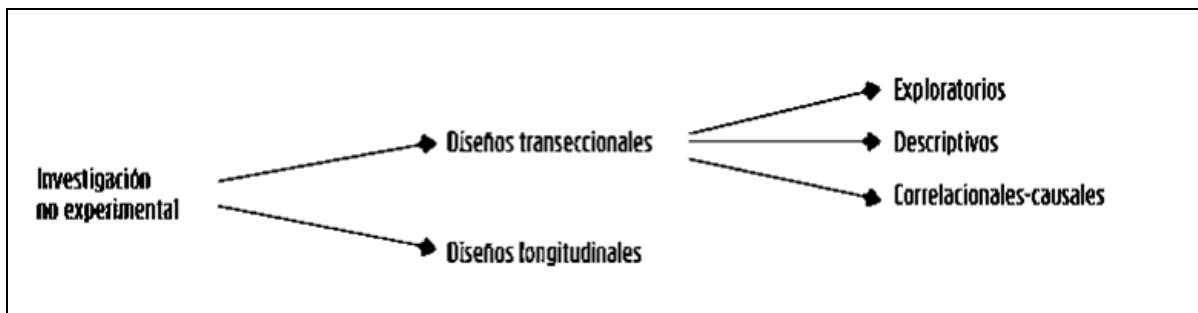 Investigación
no experimental
Diseños transeccionales
Diseños longitudinales
Exploratorios
Descriptivos
Correlacionales-causales